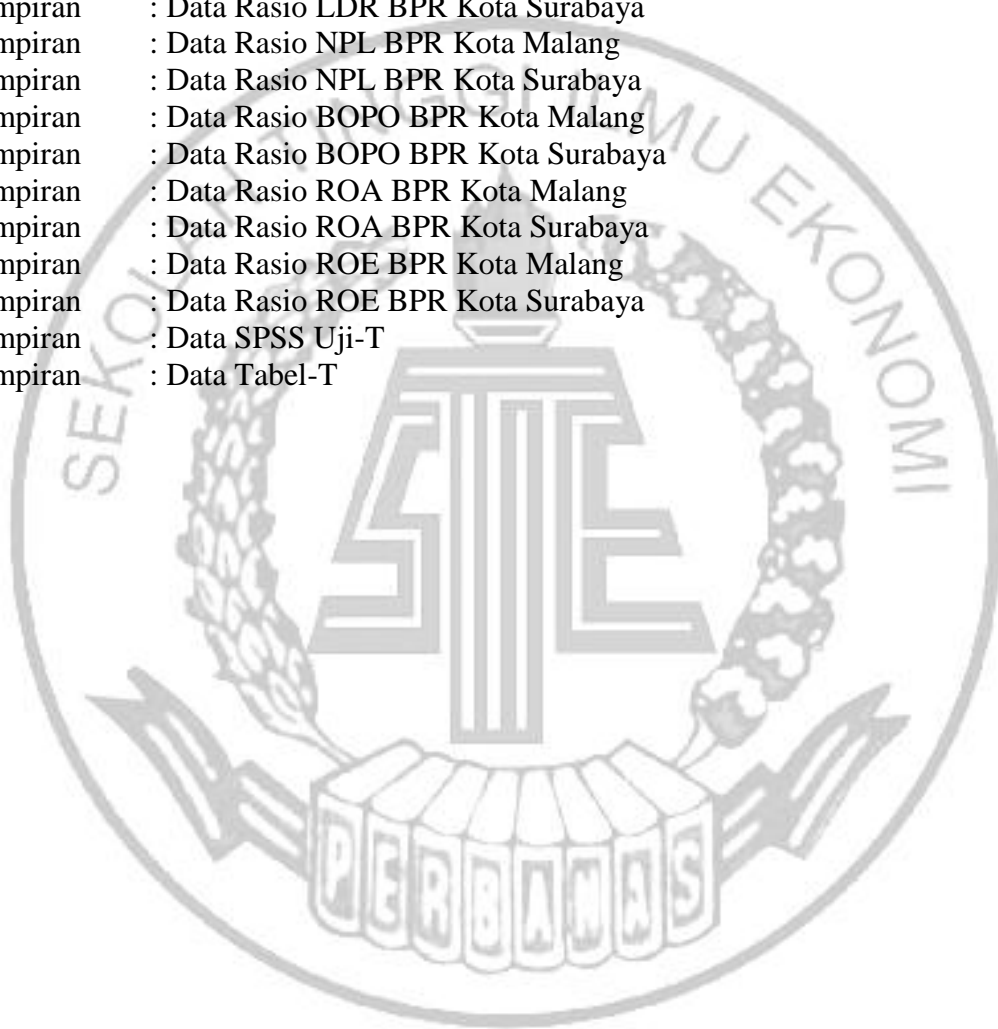 mpiran : Data Rasio LDR BPR Kota Surabaya
mpiran : Data Rasio NPL BPR Kota Malang
mpiran : Data Rasio NPL BPR Kota Surabaya
mpiran : Data Rasio BOPO BPR Kota Malang
mpiran : Data Rasio BOPO BPR Kota Surabaya
mpiran : Data Rasio ROA BPR Kota Malang
mpiran : Data Rasio ROA BPR Kota Surabaya
mpiran : Data Rasio ROE BPR Kota Malang
mpiran : Data Rasio ROE BPR Kota Surabaya
mpiran : Data SPSS Uji-T
mpiran : Data Tabel-T
SEKOLAH TINGGI ILMU EKONOMI
STIE
PERBANAS